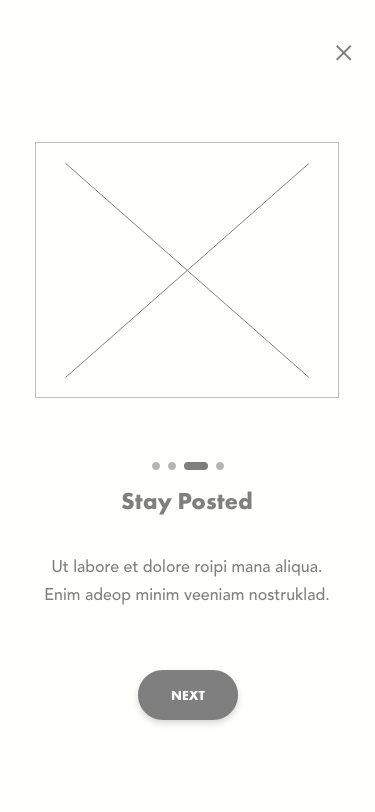 Stay Posted
Ut labore et dolore roipi mana aliqua.
Enim adeop minim veeniam nostruklad.
NEXT